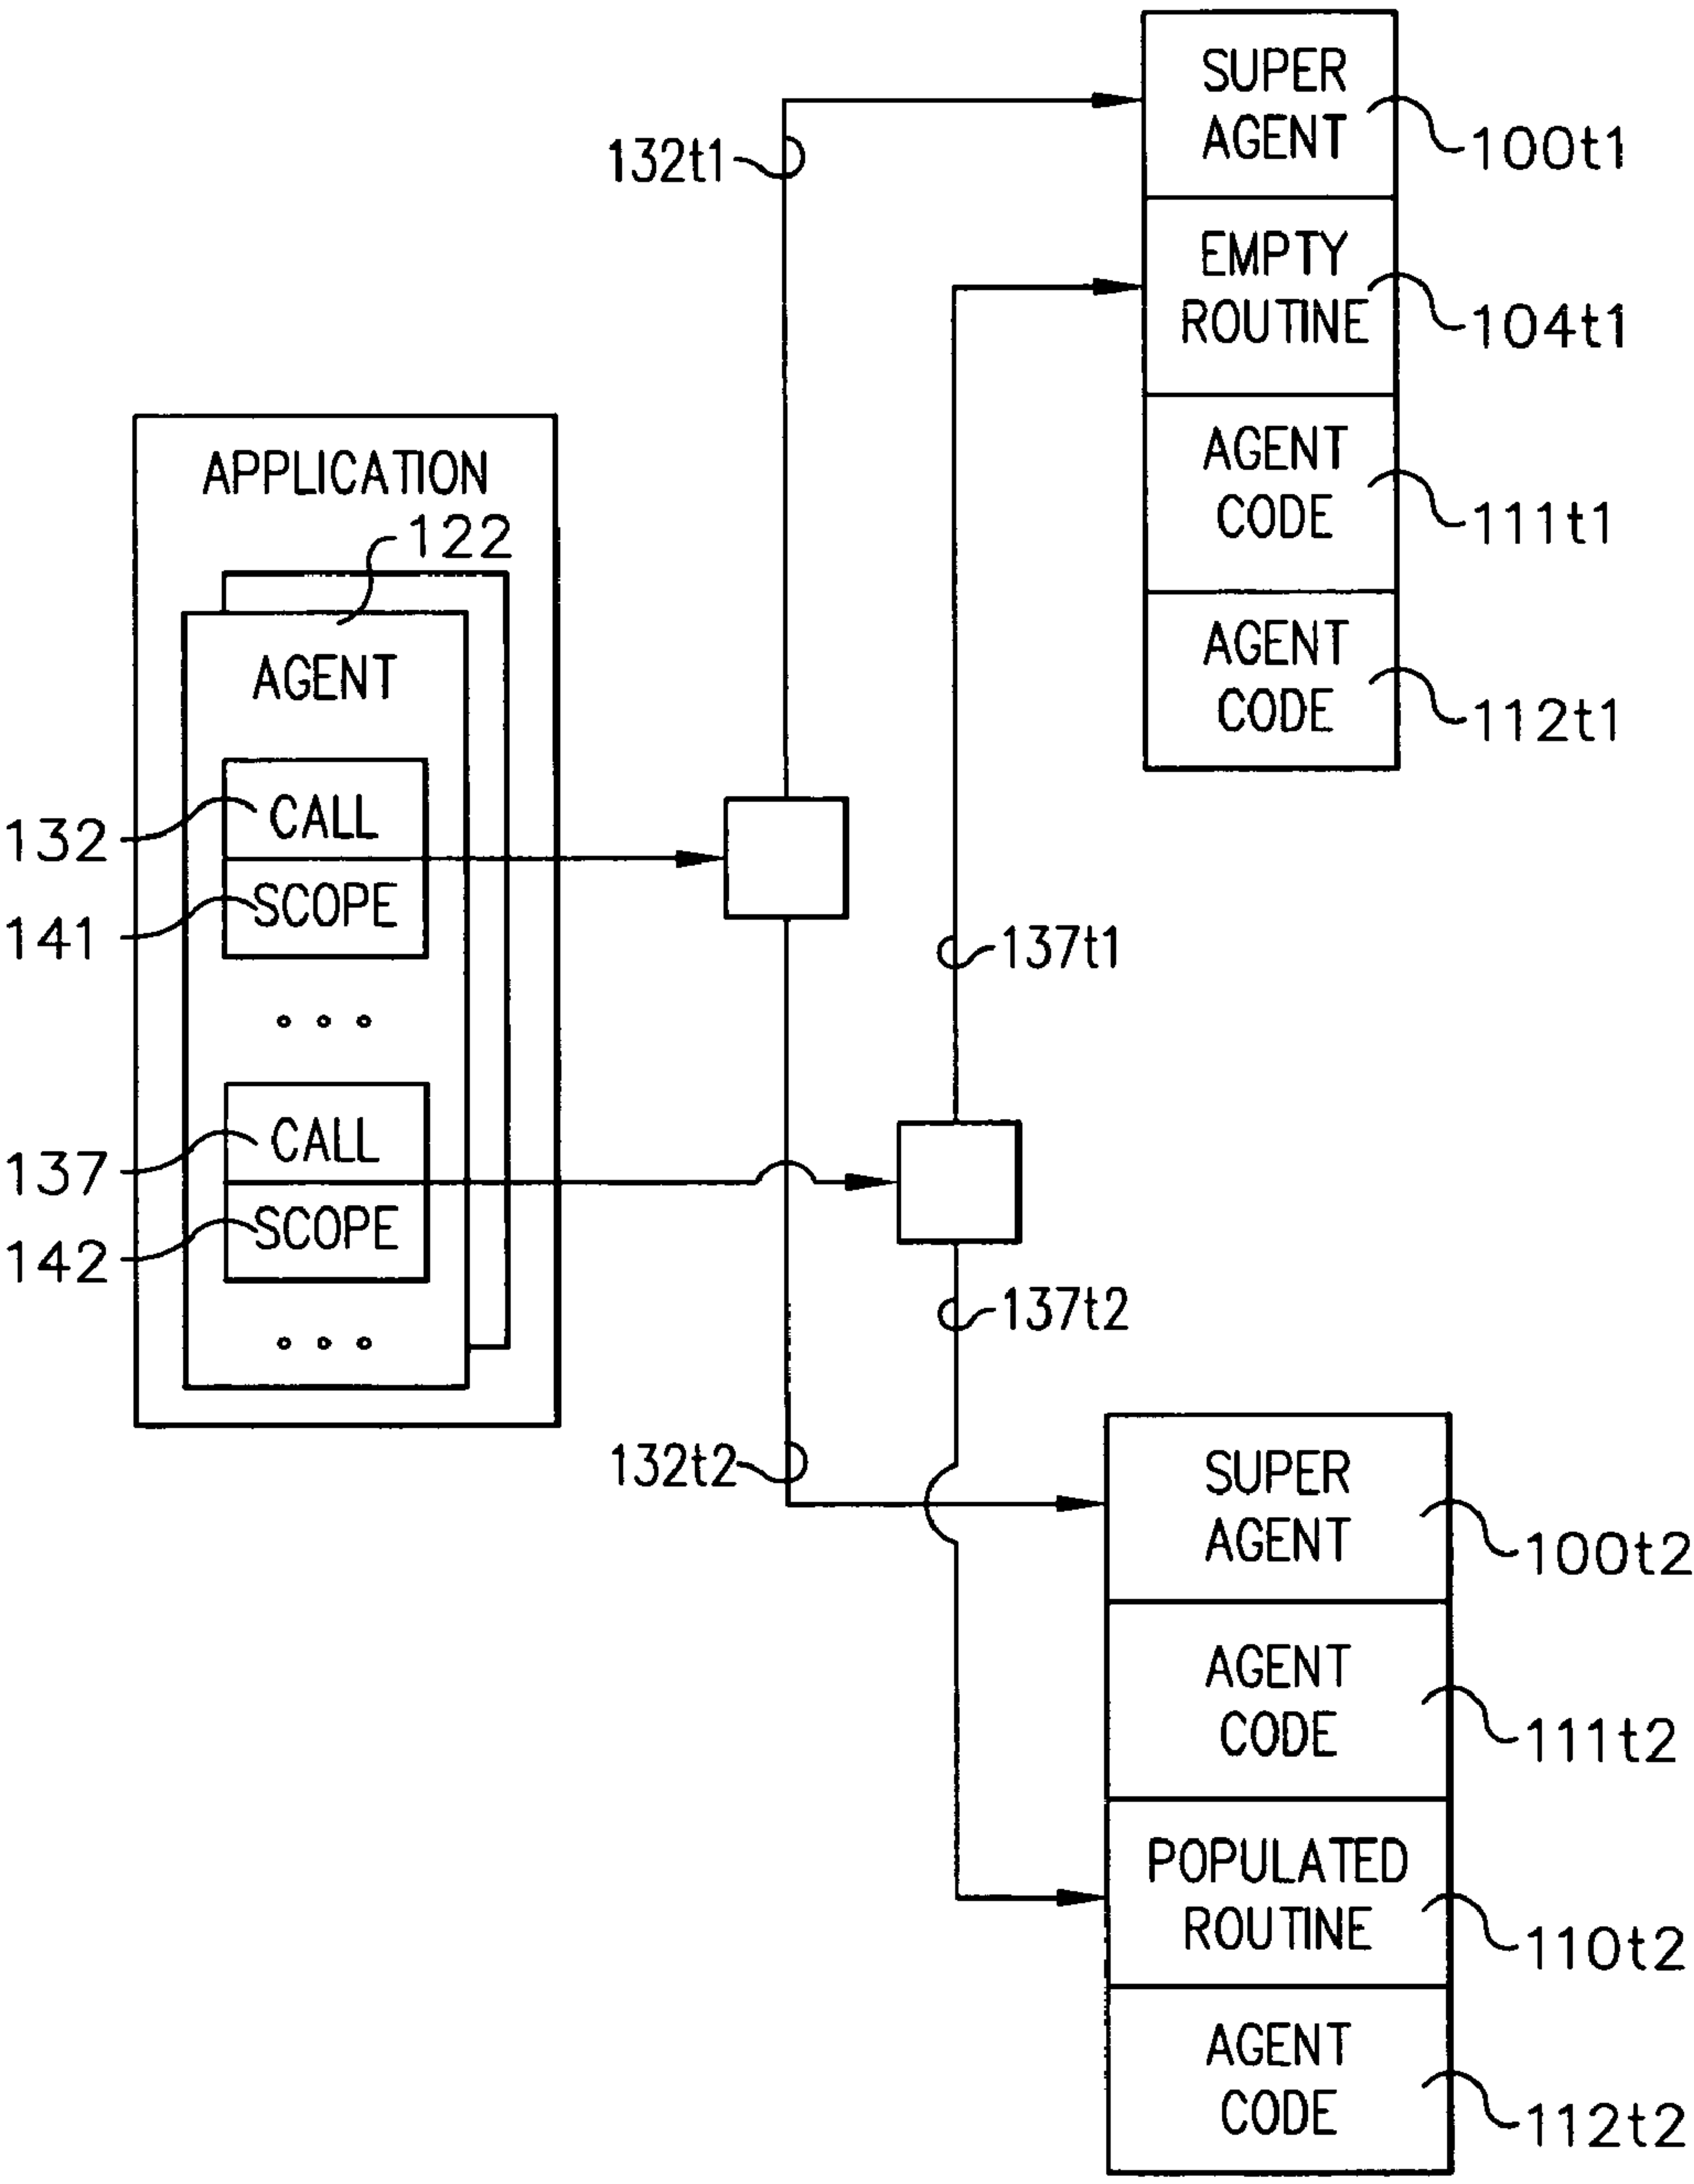 SUPER
AGENT
100t1
132t1
EMPTY
ROUTINE
104t1
AGENT
CODE
111t1
AGENT
CODE
112t1
APPLICATION
122
AGENT
CALL
132
SCOPE
141
137t1
CALL
137
SCOPE
142
137t2
132t2
SUPER
AGENT
100t2
AGENT
CODE
111t2
POPULATED
ROUTINE
110t2
AGENT
CODE
112t2